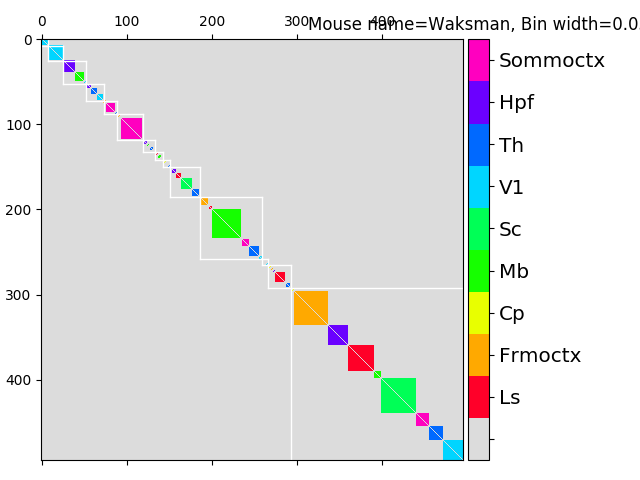 Mouse name=Waksman, Bin width=0.0
0 100 200 300 400
0
100
200
300
400
Sommoctx
Hpf
Th
V1
Sc
Mb
Cp
Frmoctx
Ls